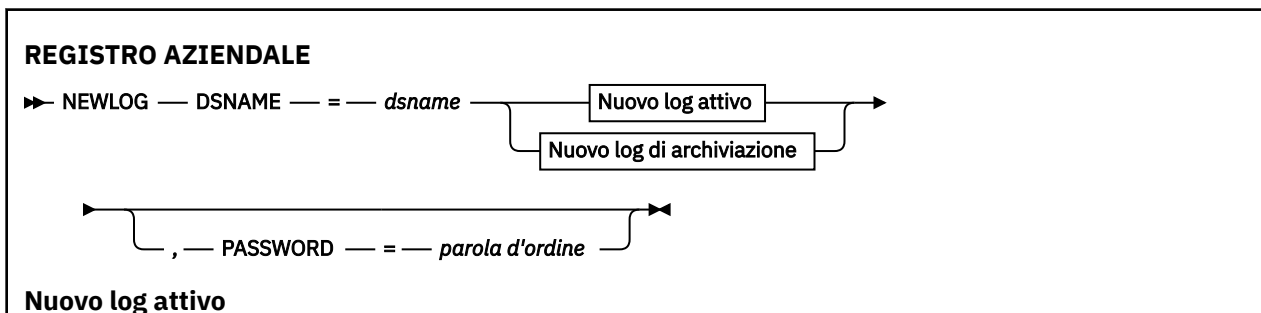 REGISTRO AZIENDALE
NEWLOG DSNAME = dsname Nuovo log attivo
Nuovo log di archiviazione
, PASSWORD = parola d'ordine
Nuovo log attivo